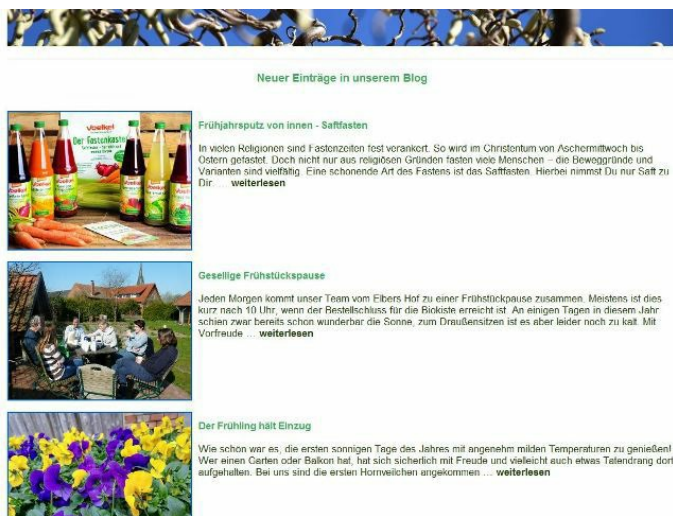 Neuer Einträge in unserem Blog
Voelkel
Der Fastenkasten
Frühjahrsputz von innen - Saftfasten
In vielen Religionen sind Fastenzeiten fest verankert. So wird im Christentum von Aschermittwoch bis
Ostern gefastet. Doch nicht nur aus religiösen Gründen fasten viele Menschen – die Beweggründe und
Varianten sind vielfältig. Eine schonende Art des Fastens ist das Saftfasten. Hierbei nimmst Du nur Saft zu
Dir. ... weiterlesen
Gesellige Frühstückspause
Jeden Morgen kommt unser Team vom Elbers Hof zu einer Frühstückpause zusammen. Meistens ist dies
kurz nach 10 Uhr, wenn der Bestellschluss für die Biokiste erreicht ist. An einigen Tagen in diesem Jahr
schien zwar bereits schon wunderbar die Sonne, zum Draußensitzen ist es aber leider noch zu kalt. Mit
Vorfreude ... weiterlesen
Der Frühling hält Einzug
Wie schön war es, die ersten sonnigen Tage des Jahres mit angenehm milden Temperaturen zu genießen!
Wer einen Garten oder Balkon hat, hat sich sicherlich mit Freude und vielleicht auch etwas Tatendrang dort
aufgehalten. Bei uns sind die ersten Hornveilchen angekommen ... weiterlesen